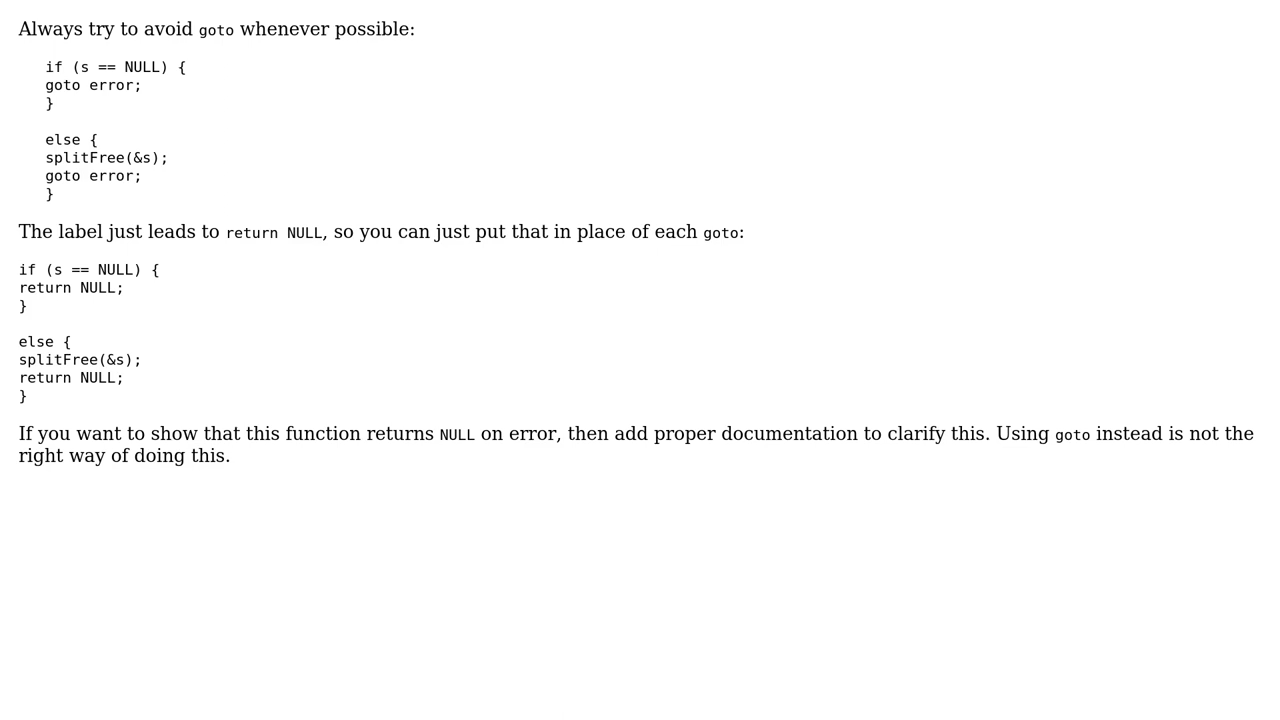 Always try to avoid goto whenever possible:
if (s == NULL) {
goto error;
}
else {
splitFree(&s);
goto error;
}
The label just leads to return NULL, so you can just put that in place of each goto:
if (s == NULL) {
return NULL;
}
else {
splitFree(&s);
return NULL;
}
If you want to show that this function returns NULL on error, then add proper documentation to clarify this. Using goto instead is not the
right way of doing this.